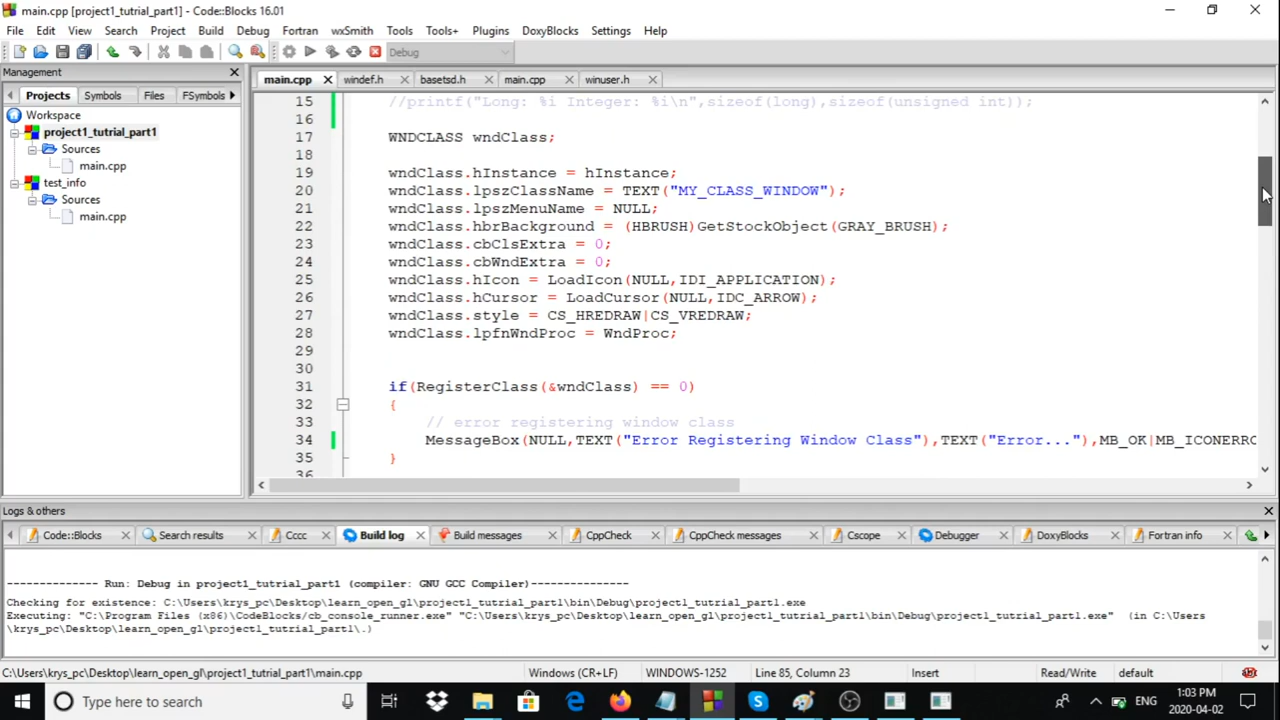 main.cpp [project1_tutrial_part1] - Code::Blocks 16.01
File Edit View Search Project Build Debug Fortran wxSmith Tools Tools+ Plugins DoxyBlocks Settings Help
Debug
Management
Projects Symbols Files FSymbols
Workspace
project1_tutrial_part1
Sources
main.cpp
test_info
Sources
main.cpp
main.cpp windef.h basetsd.h main.cpp winuser.h
15 //printf("Long: %i Integer: %i\n",sizeof(long),sizeof(unsigned int));
16
17 WNDCLASS wndClass;
18
19 wndClass.hInstance = hInstance;
20 wndClass.lpszClassName = TEXT("MY_CLASS_WINDOW");
21 wndClass.lpszMenuName = NULL;
22 wndClass.hbrBackground = (HBRUSH)GetStockObject(GRAY_BRUSH);
23 wndClass.cbClsExtra = 0;
24 wndClass.cbWndExtra = 0;
25 wndClass.hIcon = LoadIcon(NULL,IDI_APPLICATION);
26 wndClass.hCursor = LoadCursor(NULL,IDC_ARROW);
27 wndClass.style = CS_HREDRAW|CS_VREDRAW;
28 wndClass.lpfnWndProc = WndProc;
29
30
31 if(RegisterClass(&wndClass) == 0)
32 {
33 // error registering window class
34 MessageBox(NULL,TEXT("Error Registering Window Class"),TEXT("Error..."),MB_OK|MB_ICONERRO
35 }
36
Logs & others
Code::Blocks Search results Cccc Build log Build messages CppCheck CppCheck messages Cscope Debugger DoxyBlocks Fortran info
-------------- Run: Debug in project1_tutrial_part1 (compiler: GNU GCC Compiler)---------------
Checking for existence: C:\Users\krys_pc\Desktop\learn_open_gl\project1_tutrial_part1\bin\Debug\project1_tutrial_part1.exe
Executing: "C:\Program Files (x86)\CodeBlocks/cb_console_runner.exe" "C:\Users\krys_pc\Desktop\learn_open_gl\project1_tutrial_part1\bin\Debug\project1_tutrial_part1.exe" (in C:\Users
\krys_pc\Desktop\learn_open_gl\project1_tutrial_part1\.)
C:\Users\krys_pc\Desktop\learn_open_gl\project1_tutrial_part1\main.cpp Windows (CR+LF) WINDOWS-1252 Line 85, Column 23 Insert Read/Write default
Type here to search
ENG
1:03 PM
2020-04-02